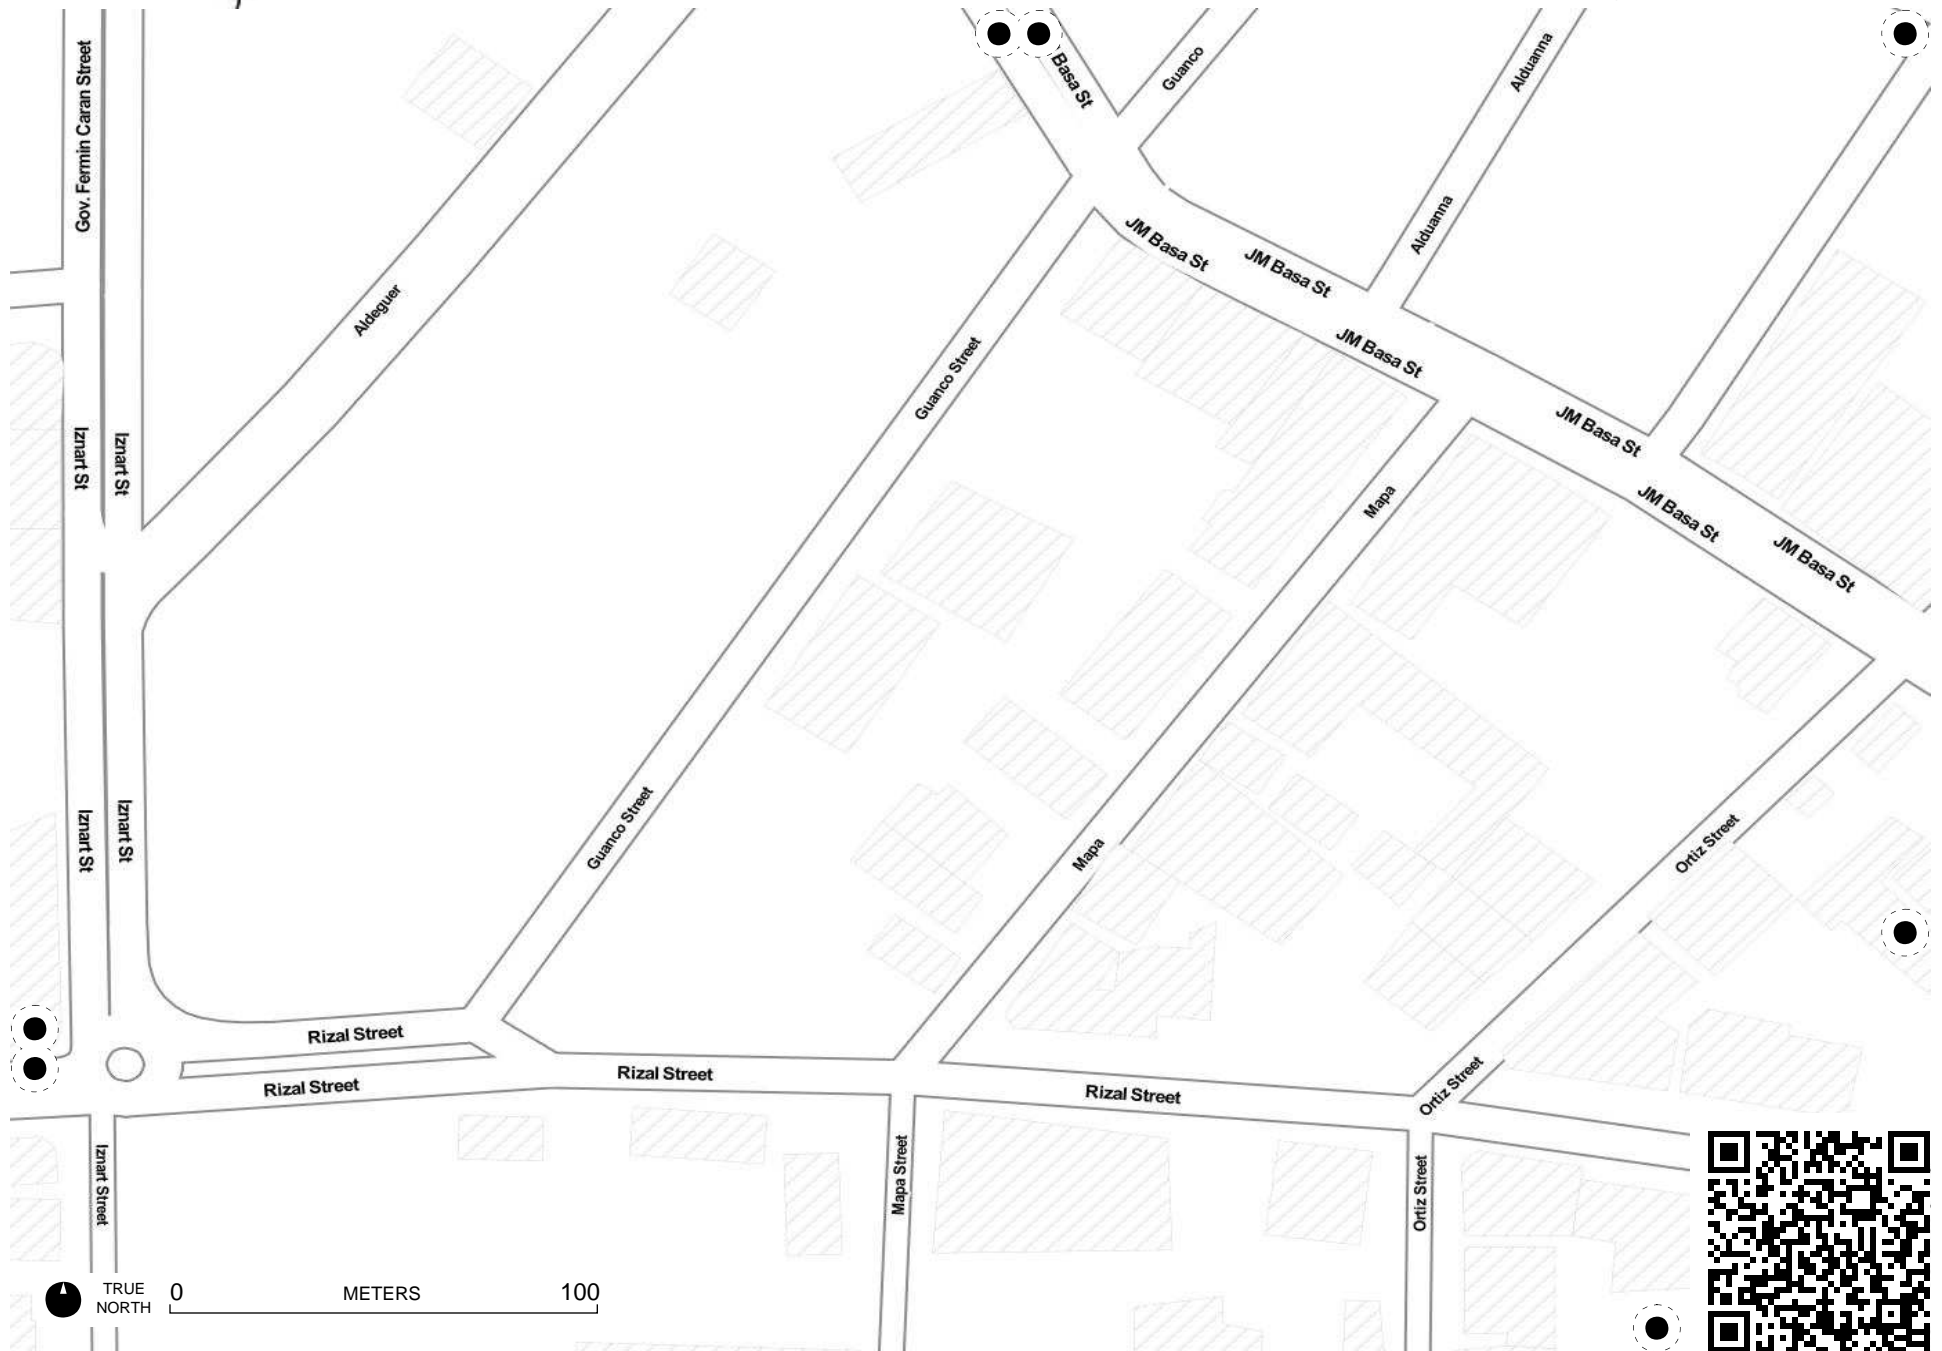 Gov. Fermin Caran Street
Basa St
Guanco
Alduanna
Alduanna
JM Basa St
JM Basa St
JM Basa St
JM Basa St
JM Basa St
JM Basa St
Aldeguer
Guanco Street
Iznart St
Iznart St
Mapa
Guanco Street
Iznart St
Iznart St
Mapa
Ortiz Street
Rizal Street
Rizal Street
Rizal Street
Rizal Street
Ortiz Street
Iznart Street
Mapa Street
Ortiz Street
TRUE
NORTH
0 METERS 100